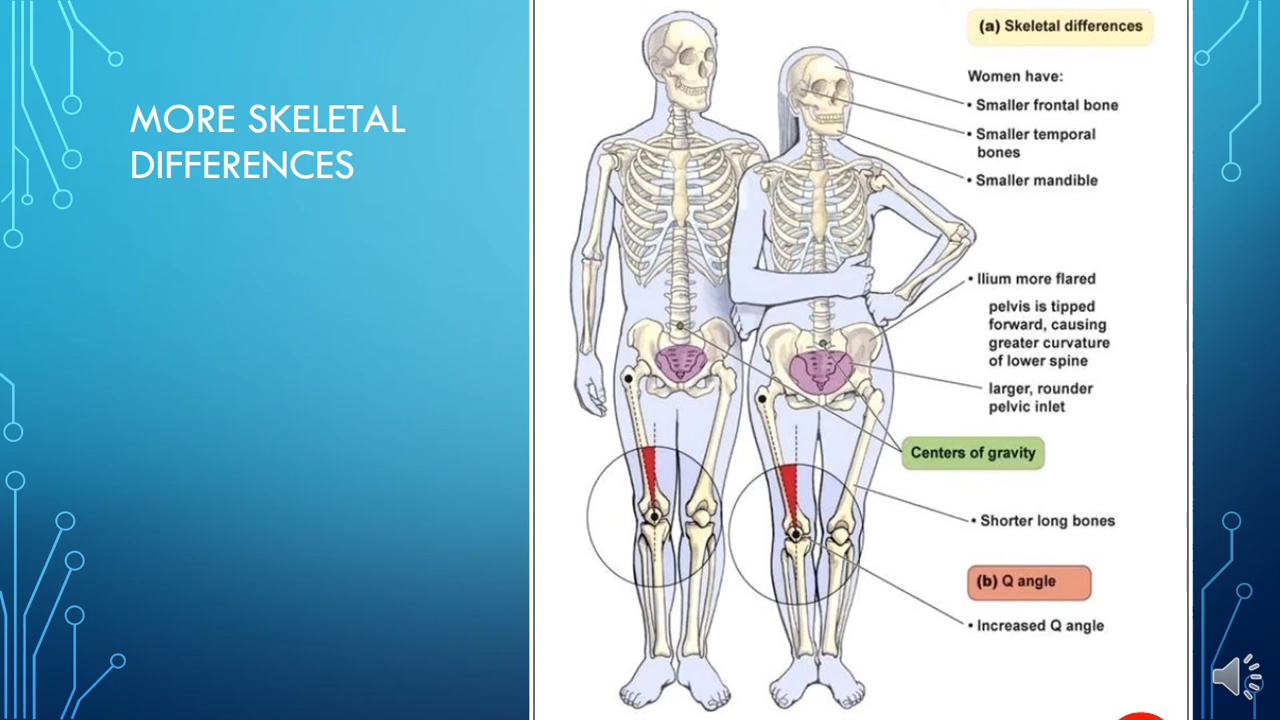 MORE SKELETAL
DIFFERENCES
(a) Skeletal differences
Women have:
• Smaller frontal bone
• Smaller temporal
bones
• Smaller mandible
• Ilium more flared
pelvis is tipped
forward, causing
greater curvature
of lower spine
larger, rounder
pelvic inlet
Centers of gravity
• Shorter long bones
(b) Q angle
• Increased Q angle